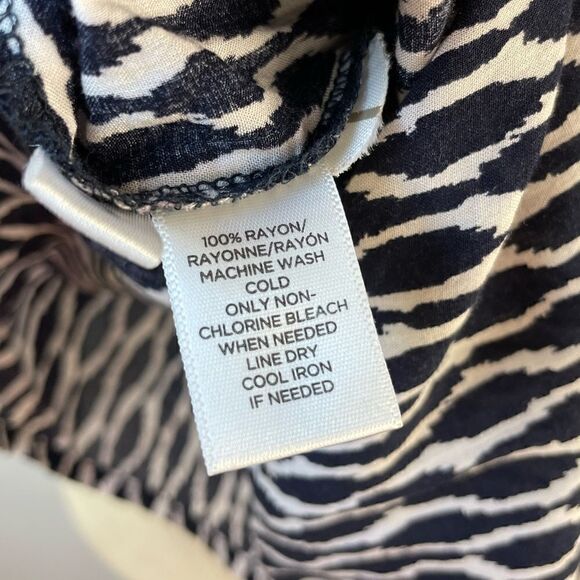 100% RAYON/
RAYONNE/RAYÓN
MACHINE WASH
COLD
ONLY NON-
CHLORINE BLEACH
WHEN NEEDED
LINE DRY
COOL IRON
IF NEEDED